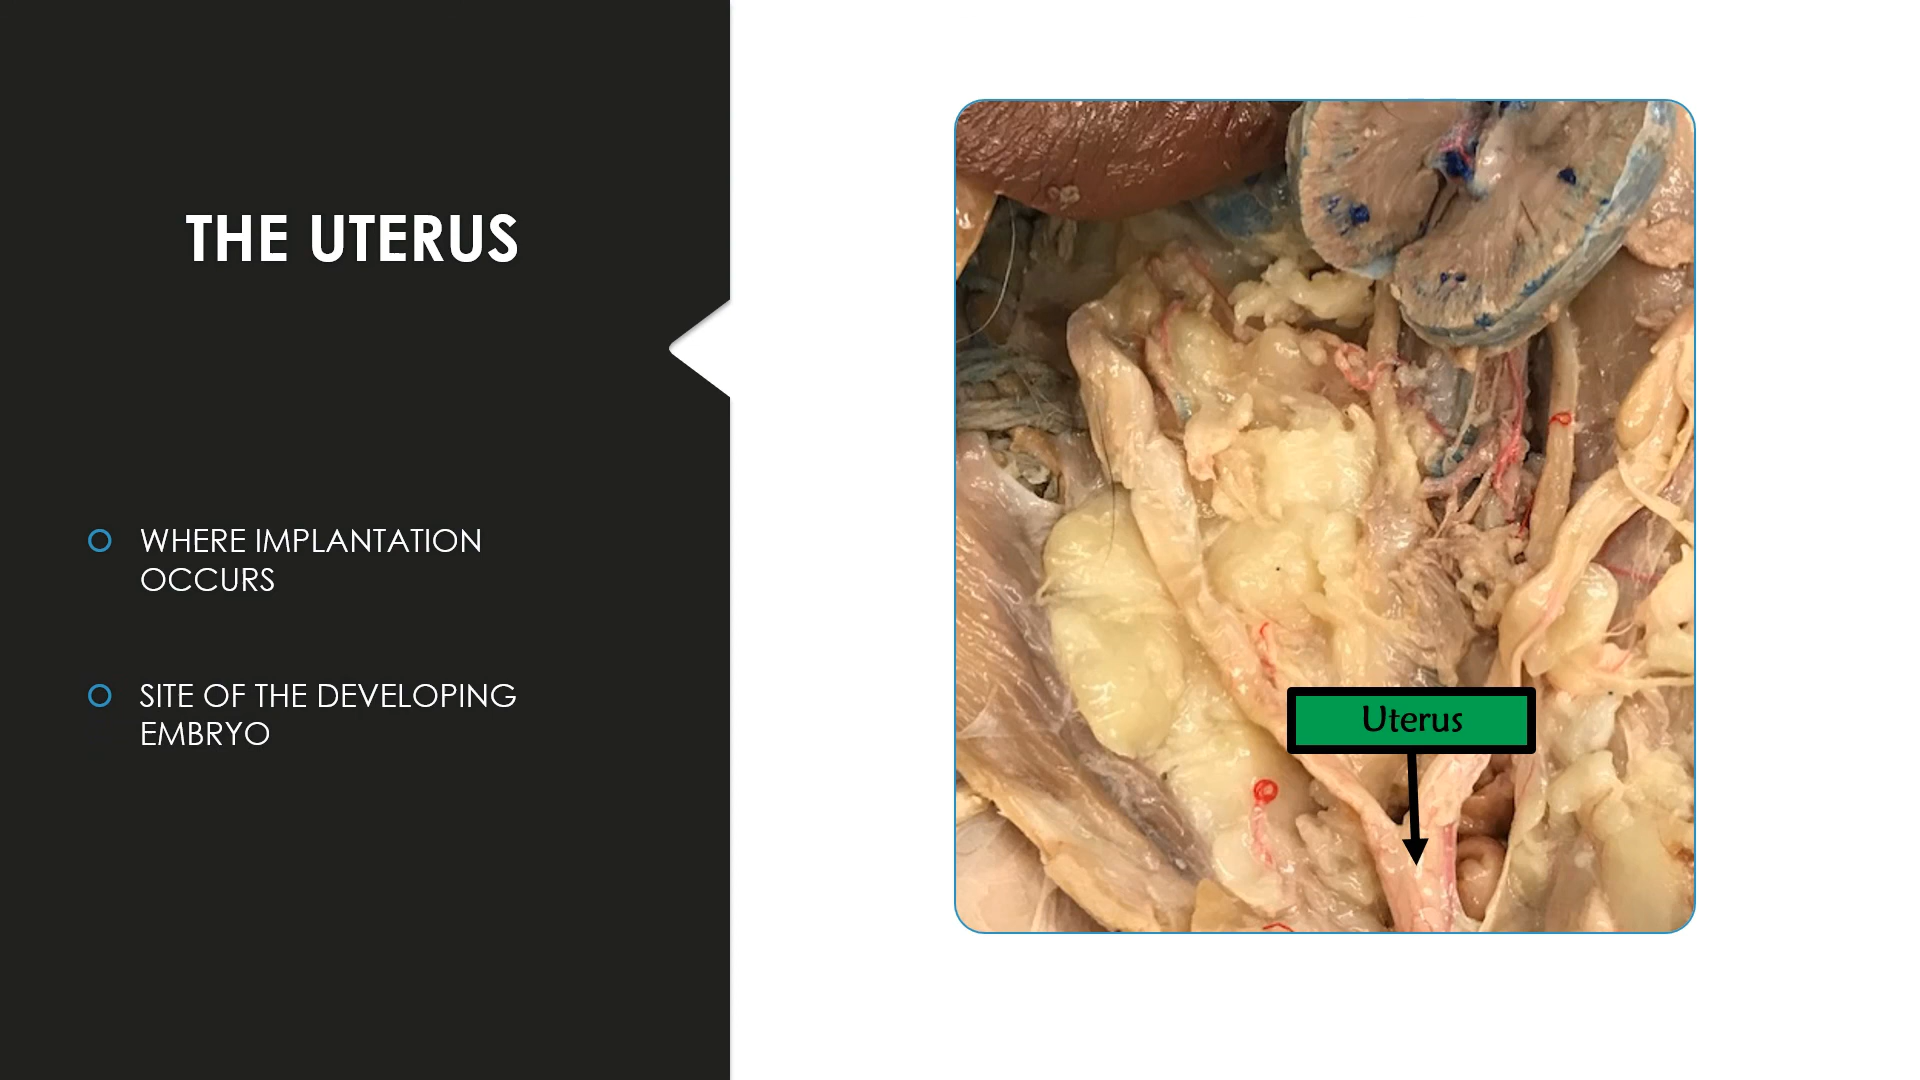 THE UTERUS
WHERE IMPLANTATION
OCCURS
SITE OF THE DEVELOPING
EMBRYO
Uterus